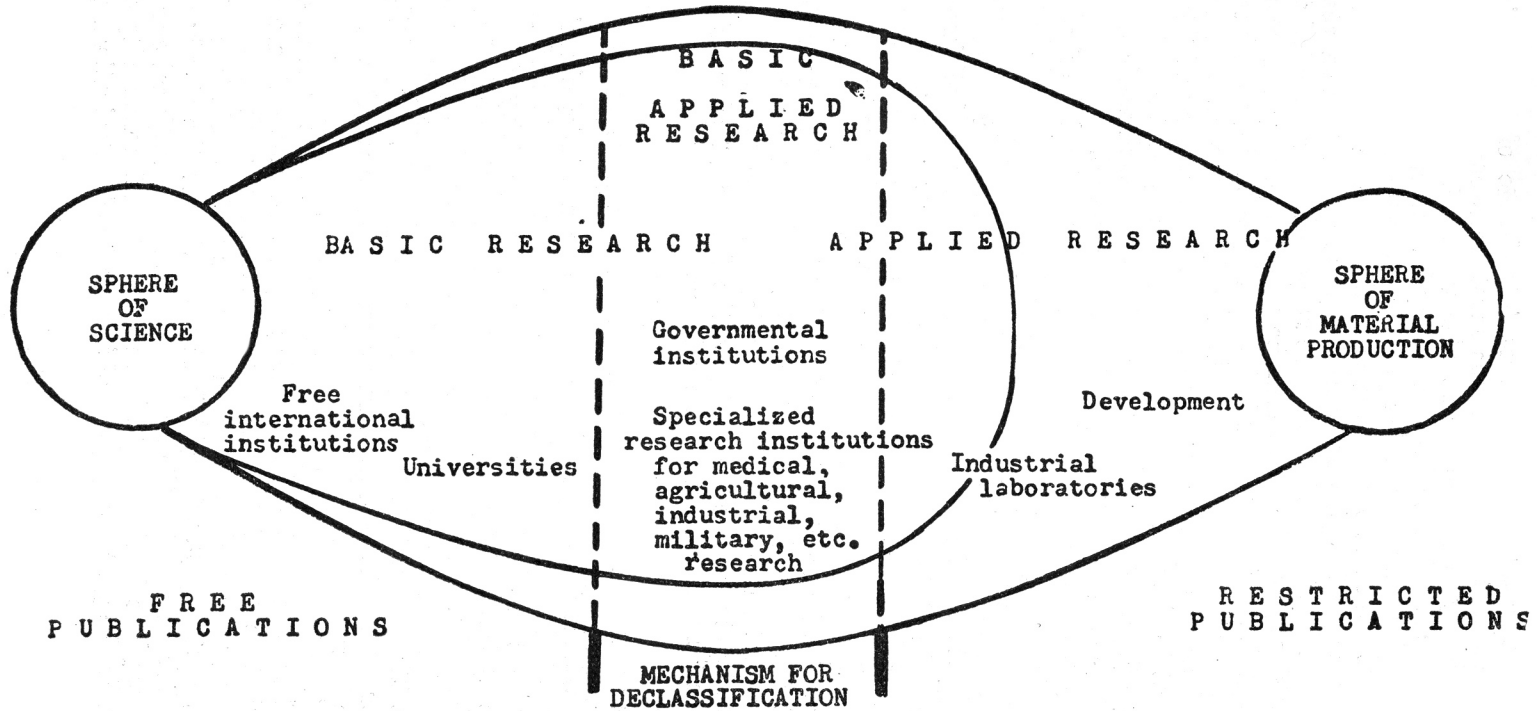 BASIC
APPLIED
RESEARCH
BASIC RESEARCH
APPLIED RESEARCH
SPHERE
OF
SCIENCE
SPHERE
OF
MATERIAL
PRODUCTION
Governmental
institutions
Free
international
institutions
Universities
Specialized
research institutions
for medical,
agricultural,
industrial,
military, etc.
research
Development
Industrial
laboratories
FREE
PUBLICATIONS
RESTRICTED
PUBLICATIONS
MECHANISM FOR
DECLASSIFICATION